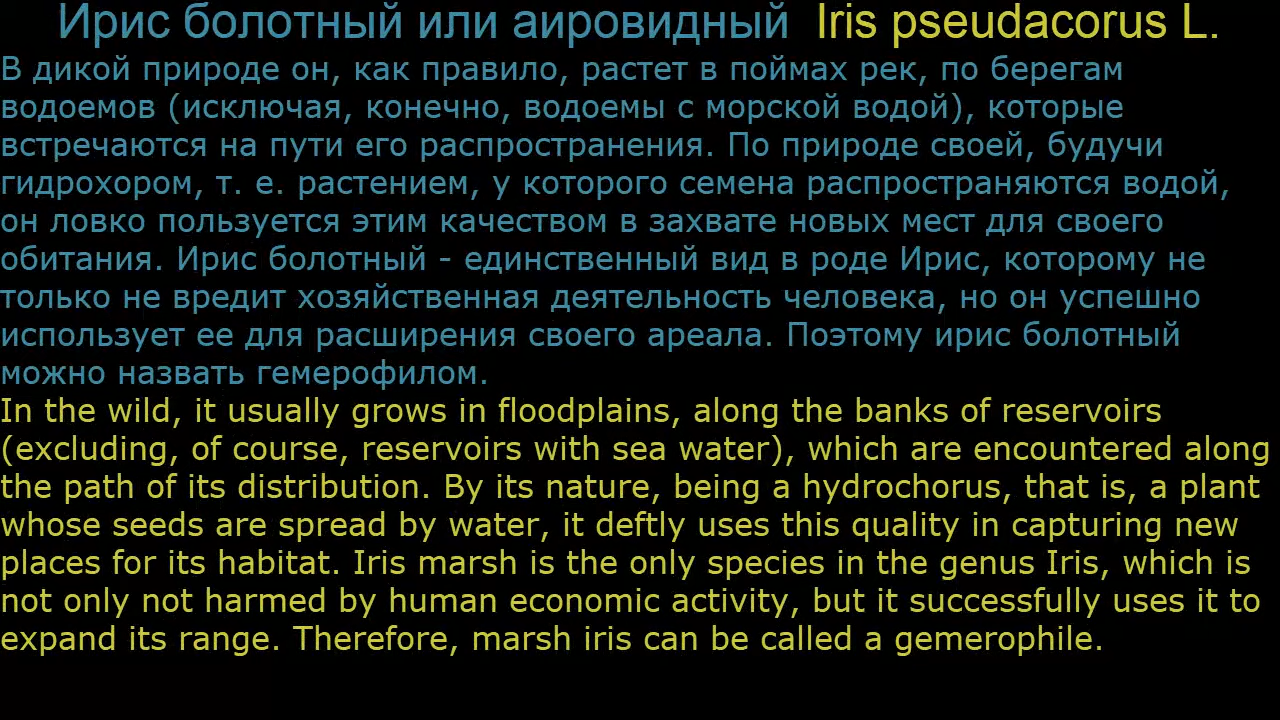 Ирис болотный или аировидный Iris pseudacorus L.
В дикой природе он, как правило, растет в поймах рек, по берегам
водоемов (исключая, конечно, водоемы с морской водой), которые
встречаются на пути его распространения. По природе своей, будучи
гидрохором, т. е. растением, у которого семена распространяются водой,
он ловко пользуется этим качеством в захвате новых мест для своего
обитания. Ирис болотный - единственный вид в роде Ирис, которому не
только не вредит хозяйственная деятельность человека, но он успешно
использует ее для расширения своего ареала. Поэтому ирис болотный
можно назвать гемерофилом.
In the wild, it usually grows in floodplains, along the banks of reservoirs
(excluding, of course, reservoirs with sea water), which are encountered along
the path of its distribution. By its nature, being a hydrochorus, that is, a plant
whose seeds are spread by water, it deftly uses this quality in capturing new
places for its habitat. Iris marsh is the only species in the genus Iris, which is
not only not harmed by human economic activity, but it successfully uses it to
expand its range. Therefore, marsh iris can be called a gemerophile.